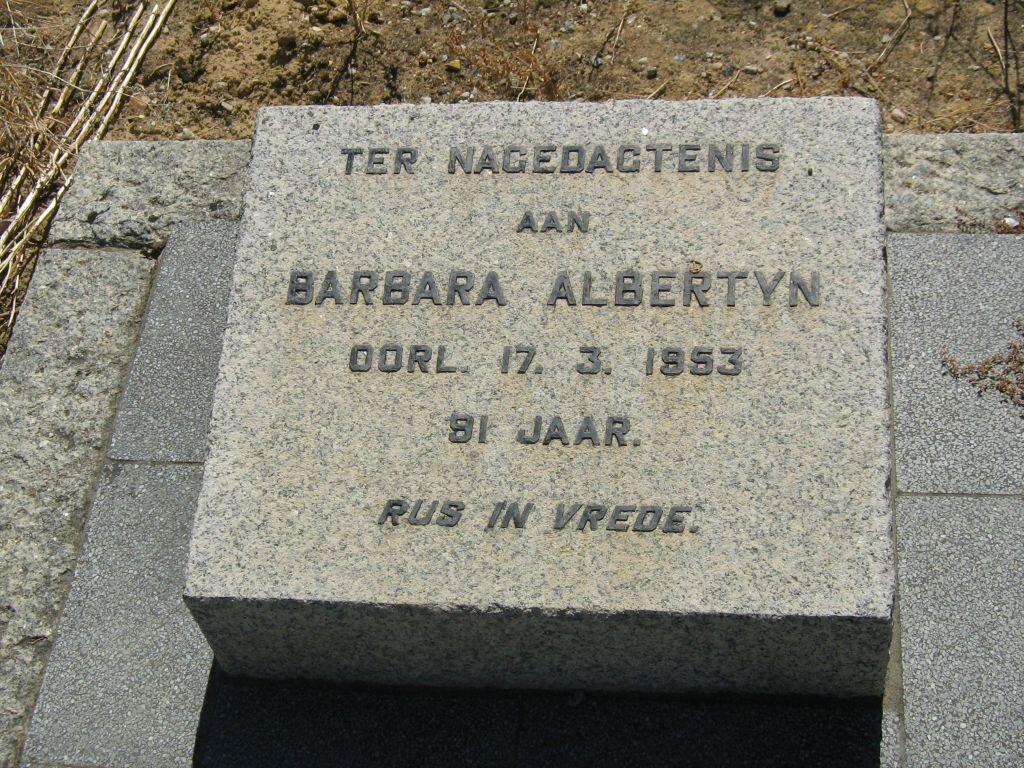 TER NAGEDAGTENIS
AAN
BARBARA ALBERTYN
OORL. 17. 3. 1953
91 JAAR.
RUS IN VREDE.